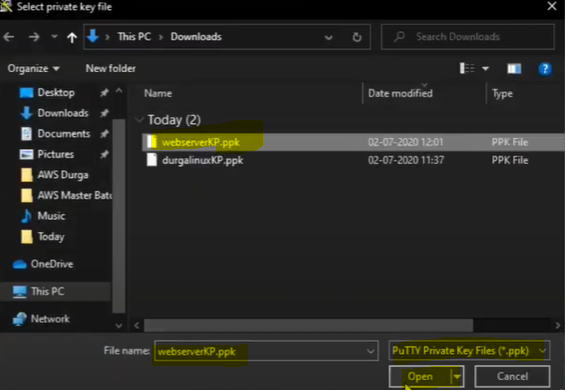 Select private key file
This PC > Downloads
Search Downloads
Organize
New folder
Desktop
Downloads
Documents
Pictures
AWS Durga
AWS Master Batc
Music
Today
OneDrive
This PC
Network
Name Date modified Type
Today (2)
webserverKP.ppk 02-07-2020 12:01 PPK File
durgalinuxKP.ppk 02-07-2020 11:37 PPK File
File name: webserverKP.ppk PuTTY Private Key Files (*.ppk)
Open Cancel